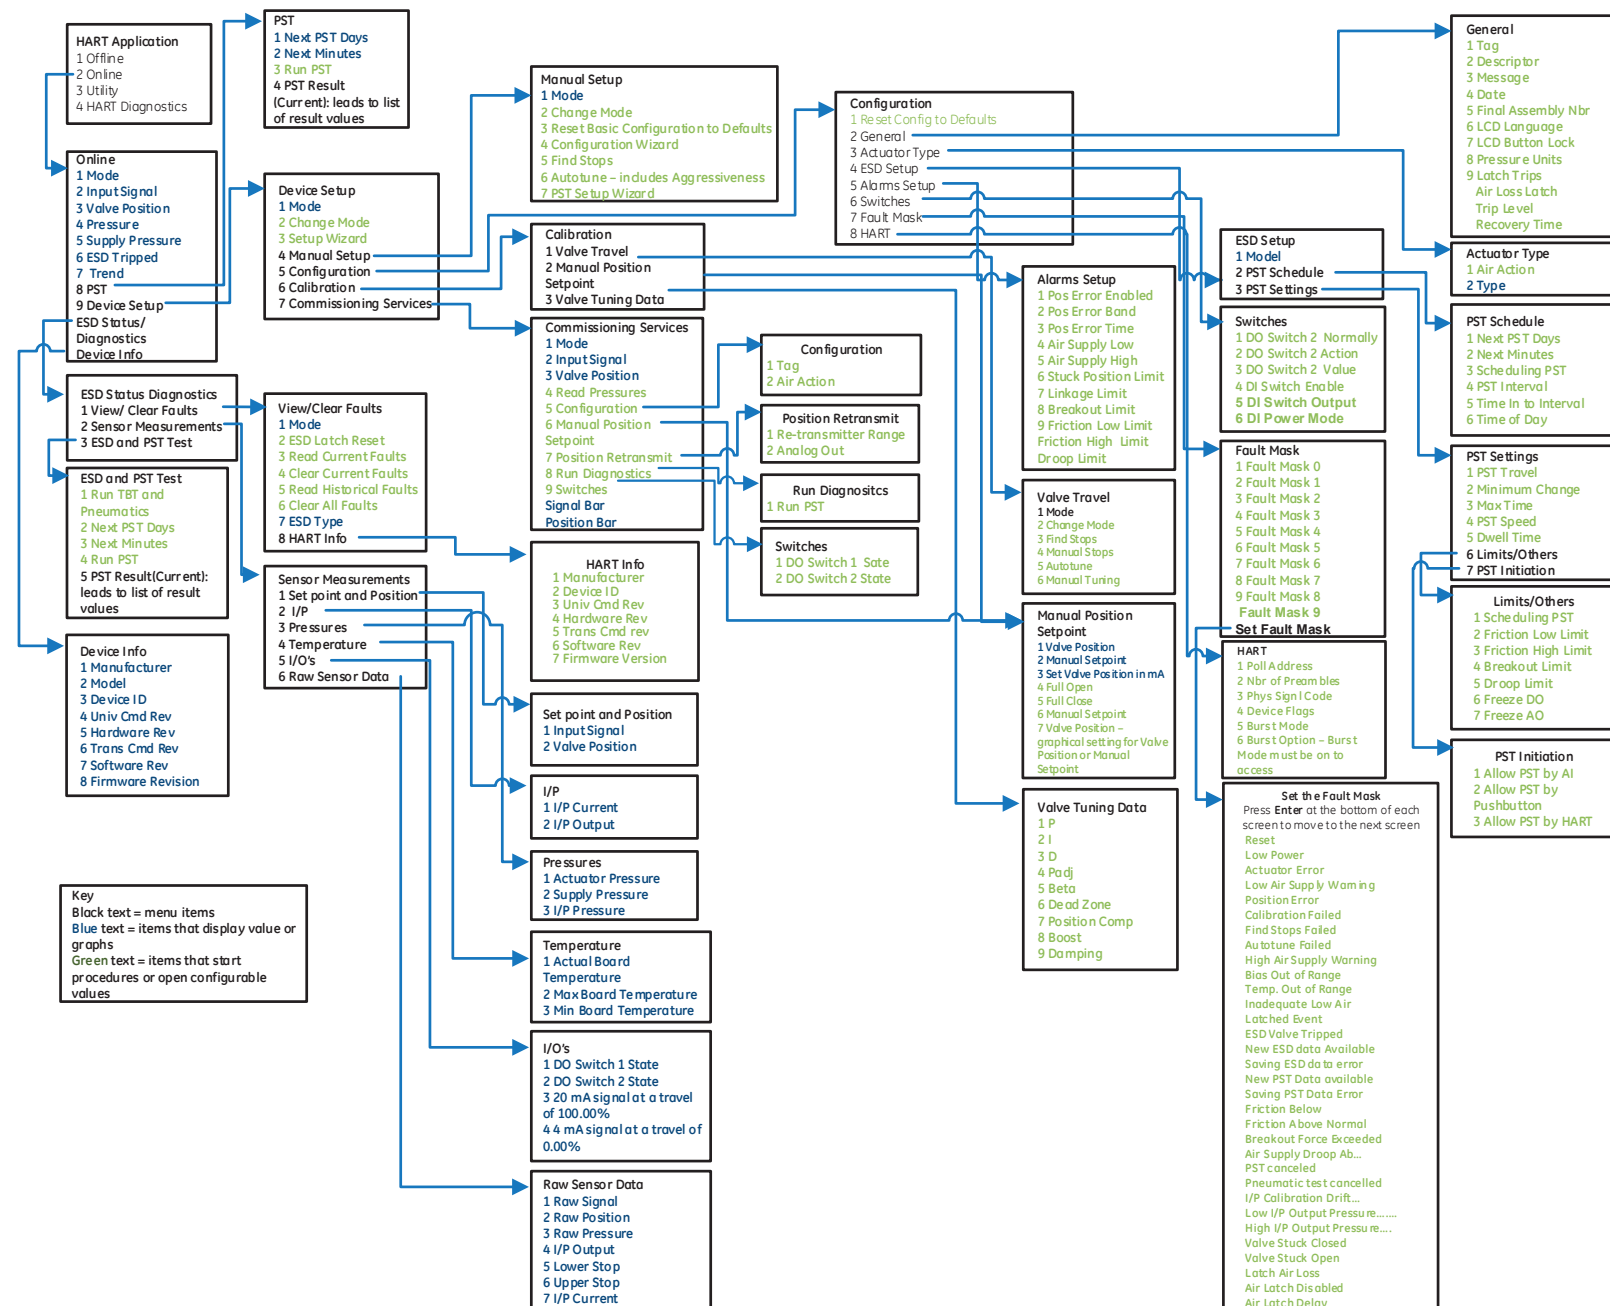 HART Application
1 Offline
2 Online
3 Utility
4 HART Diagnostics
PST
1 Next PST Days
2 Next Minutes
3 Run PST
4 PST Result
(Current): leads to list
of result values
Online
1 Mode
2 Input Signal
3 Valve Position
4 Pressure
5 Supply Pressure
6 ESD Tripped
7 Trend
8 PST
9 Device Setup
ESD Status/
Diagnostics
Device Info
Device Setup
1 Mode
2 Change Mode
3 Setup Wizard
4 Manual Setup
5 Configuration
6 Calibration
7 Commissioning Services
ESD Status Diagnostics
1 View/ Clear Faults
2 Sensor Measurements
3 ESD and PST Test
ESD and PST Test
1 Run TBT and
Pneumatics
2 Next PST Days
3 Next Minutes
4 Run PST
5 PST Result(Current):
leads to list of result
values
Device Info
1 Manufacturer
2 Model
3 Device ID
4 Univ Cmd Rev
5 Hardware Rev
6 Trans Cmd Rev
7 Software Rev
8 Firmware Revision
Key
Black text = menu items
Blue text = items that display value or
graphs
Green text = items that start
procedures or open configurable
values
View/Clear Faults
1 Mode
2 ESD Latch Reset
3 Read Current Faults
4 Clear Current Faults
5 Read Historical Faults
6 Clear All Faults
7 ESD Type
8 HART Info
Sensor Measurements
1 Set point and Position
2 I/P
3 Pressures
4 Temperature
5 I/O's
6 Raw Sensor Data
Manual Setup
1 Mode
2 Change Mode
3 Reset Basic Configuration to Defaults
4 Configuration Wizard
5 Find Stops
6 Autotune – includes Aggressiveness
7 PST Setup Wizard
Calibration
1 Valve Travel
2 Manual Position
Setpoint
3 Valve Tuning Data
Commissioning Services
1 Mode
2 Input Signal
3 Valve Position
4 Read Pressures
5 Configuration
6 Manual Position
Setpoint
7 Position Retransmit
8 Run Diagnostics
9 Switches
Signal Bar
Position Bar
HART Info
1 Manufacturer
2 Device ID
3 Univ Cmd Rev
4 Hardware Rev
5 Trans Cmd rev
6 Software Rev
7 Firmware Version
Set point and Position
1 Input Signal
2 Valve Position
I/P
1 I/P Current
2 I/P Output
Pressures
1 Actuator Pressure
2 Supply Pressure
3 I/P Pressure
Temperature
1 Actual Board
Temperature
2 Max Board Temperature
3 Min Board Temperature
I/O's
1 DO Switch 1 State
2 DO Switch 2 State
3 20 mA signal at a travel
of 100.00%
4 4 mA signal at a travel of
0.00%
Raw Sensor Data
1 Raw Signal
2 Raw Position
3 Raw Pressure
4 I/P Output
5 Lower Stop
6 Upper Stop
7 I/P Current
Configuration
1 Tag
2 Air Action
Position Retransmit
1 Re-transmitter Range
2 Analog Out
Run Diagnositcs
1 Run PST
Switches
1 DO Switch 1 Sate
2 DO Switch 2 State
Configuration
1 Reset Config to Defaults
2 General
3 Actuator Type
4 ESD Setup
5 Alarms Setup
6 Switches
7 Fault Mask
8 HART
Alarms Setup
1 Pos Error Enabled
2 Pos Error Band
3 Pos Error Time
4 Air Supply Low
5 Air Supply High
6 Stuck Position Limit
7 Linkage Limit
8 Breakout Limit
9 Friction Low Limit
Friction High Limit
Droop Limit
Valve Travel
1 Mode
2 Change Mode
3 Find Stops
4 Manual Stops
5 Autotune
6 Manual Tuning
Manual Position
Setpoint
1 Valve Position
2 Manual Setpoint
3 Set Valve Position in mA
4 Full Open
5 Full Close
6 Manual Setpoint
7 Valve Position –
graphical setting for Valve
Position or Manual
Setpoint
Valve Tuning Data
1 P
2 I
3 D
4 Padj
5 Beta
6 Dead Zone
7 Position Comp
8 Boost
9 Damping
ESD Setup
1 Model
2 PST Schedule
3 PST Settings
Switches
1 DO Switch 2 Normally
2 DO Switch 2 Action
3 DO Switch 2 Value
4 DI Switch Enable
5 DI Switch Output
6 DI Power Mode
Fault Mask
1 Fault Mask 0
2 Fault Mask 1
3 Fault Mask 2
4 Fault Mask 3
5 Fault Mask 4
6 Fault Mask 5
7 Fault Mask 6
8 Fault Mask 7
9 Fault Mask 8
Fault Mask 9
Set Fault Mask
HART
1 Poll Address
2 Nbr of Preambles
3 Phys Signl Code
4 Device Flags
5 Burst Mode
6 Burst Option – Burst
Mode must be on to
access
Set the Fault Mask
Press Enter at the bottom of each
screen to move to the next screen
Reset
Low Power
Actuator Error
Low Air Supply Warning
Position Error
Calibration Failed
Find Stops Failed
Autotune Failed
High Air Supply Warning
Bias Out of Range
Temp. Out of Range
Inadequate Low Air
Latched Event
ESD Valve Tripped
New ESD data Available
Saving ESD data error
New PST Data available
Saving PST Data Error
Friction Below
Friction Above Normal
Breakout Force Exceeded
Air Supply Droop Ab...
PST canceled
Pneumatic test cancelled
I/P Calibration Drift...
Low I/P Output Pressure.......
High I/P Output Pressure....
Valve Stuck Closed
Valve Stuck Open
Latch Air Loss
Air Latch Disabled
Air Latch Delay
General
1 Tag
2 Descriptor
3 Message
4 Date
5 Final Assembly Nbr
6 LCD Language
7 LCD Button Lock
8 Pressure Units
9 Latch Trips
Air Loss Latch
Trip Level
Recovery Time
Actuator Type
1 Air Action
2 Type
PST Schedule
1 Next PST Days
2 Next Minutes
3 Scheduling PST
4 PST Interval
5 Time In to Interval
6 Time of Day
PST Settings
1 PST Travel
2 Minimum Change
3 Max Time
4 PST Speed
5 Dwell Time
6 Limits/Others
7 PST Initiation
Limits/Others
1 Scheduling PST
2 Friction Low Limit
3 Friction High Limit
4 Breakout Limit
5 Droop Limit
6 Freeze DO
7 Freeze AO
PST Initiation
1 Allow PST by AI
2 Allow PST by
Pushbutton
3 Allow PST by HART